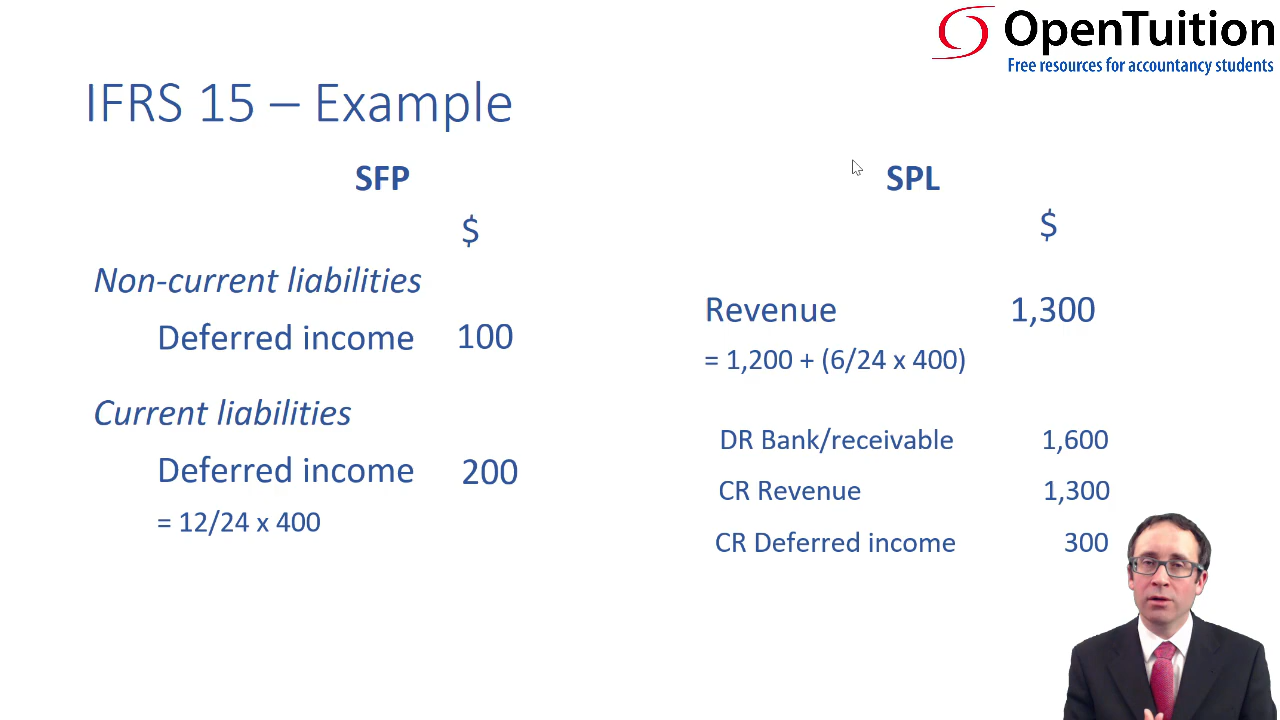 OpenTuition
Free resources for accountancy students
IFRS 15 – Example
SFP
$
Non-current liabilities
Deferred income 100
Current liabilities
Deferred income 200
= 12/24 x 400
SPL
$
Revenue 1,300
= 1,200 + (6/24 x 400)
DR Bank/receivable 1,600
CR Revenue 1,300
CR Deferred income 300